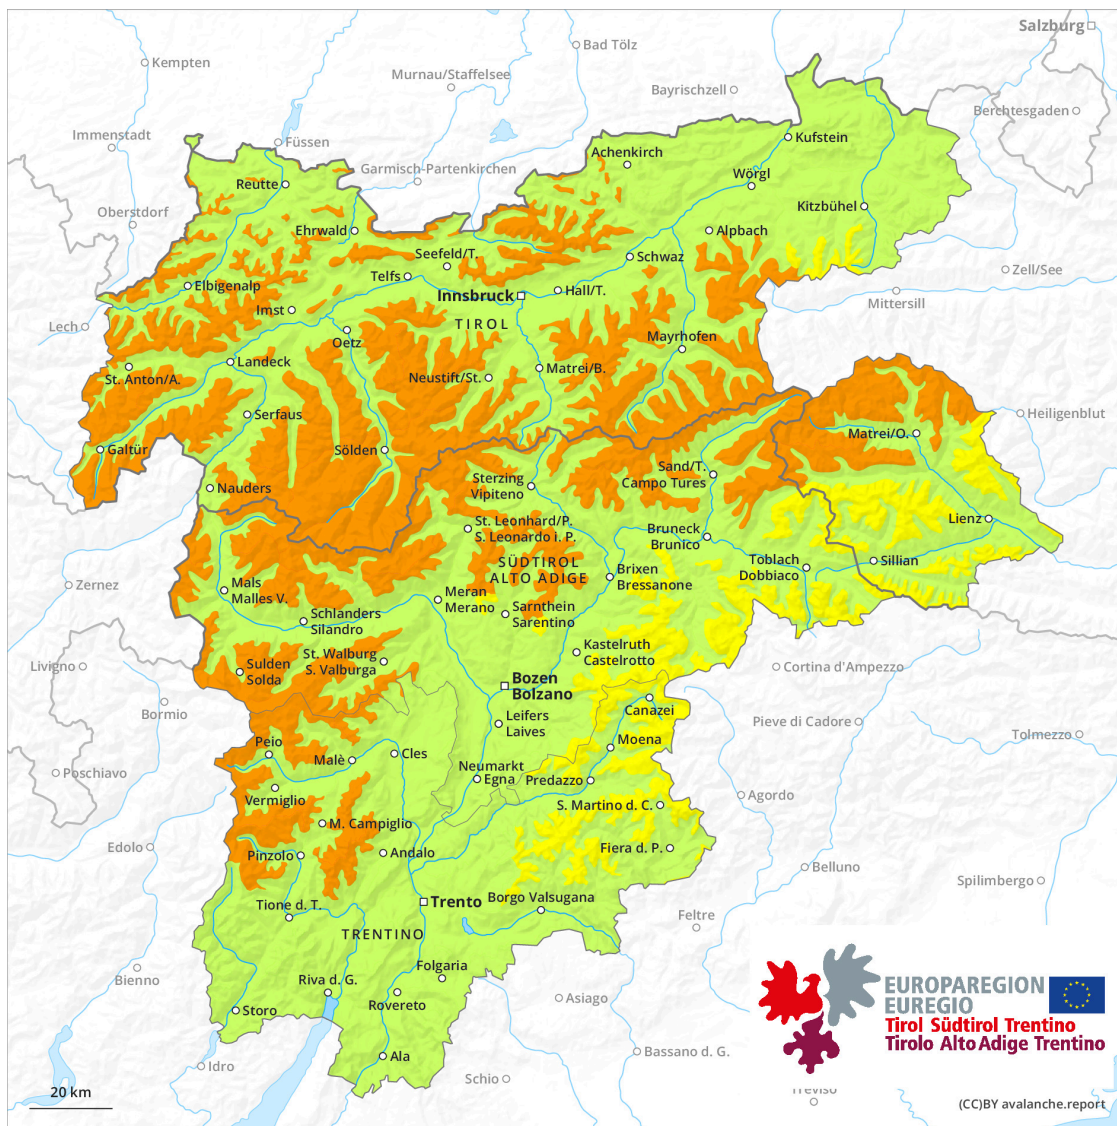 Salzburg
Bad Tölz
Kempten
Murnau/Staffelsee
Bayrischzell
Berchtesgaden
Immenstadt
Füssen
Kufstein
Achenkirch
Garmisch-Partenkirchen
Wörgl
Reutte
Oberstdorf
Kitzbühel
Ehrwald
Alpbach
Seefeld/T.
Schwaz
Telfs
Zell/See
Elbigenalp
Innsbruck
Hall/T.
Mittersill
Imst
TIROL
Lech
Oetz
Mayrhofen
Landeck
Matrei/B.
St. Anton/A.
Neustift/St.
Serfaus
Heiligenblut
Matrei/O.
Galtür
Sölden
Sand/T.
Campo Tures
Sterzing
Vipiteno
Nauders
St. Leonhard/P.
S. Leonardo i. P.
Lienz
Bruneck
Brunico
SÜDTIROL
ALTO ADIGE
Toblach
Dobbiaco
Sillian
Brixen
Bressanone
Zernez
Mals
Malles V.
Meran
Merano
Sarnthein
Sarentino
Schlanders
Silandro
Kastelruth
Castelrotto
St. Walburg
S. Valburga
Livigno
Sulden
Solda
Cortina d'Ampezzo
Bozen
Bolzano
Canazei
Bormio
Leifers
Laives
Pieve di Cadore
Tolmezzo
Moena
Peio
Cles
Malè
Poschiavo
Neumarkt
Egna
Predazzo
Agordo
Vermiglio
S. Martino d. C.
M. Campiglio
Edolo
Fiera d. P.
Pinzolo
Andalo
Belluno
Spilimbergo
Borgo Valsugana
Trento
Tione d. T.
Feltre
TRENTINO
Folgaria
Bienno
Riva d. G.
EUROPAREGION
EUREGIO
Tirol Südtirol Trentino
Tirolo Alto Adige Trentino
Asiago
Rovereto
Storo
Bassano d. G.
Ala
Idro
Schio
Treviso
20 km
(CC)BY avalanche.report